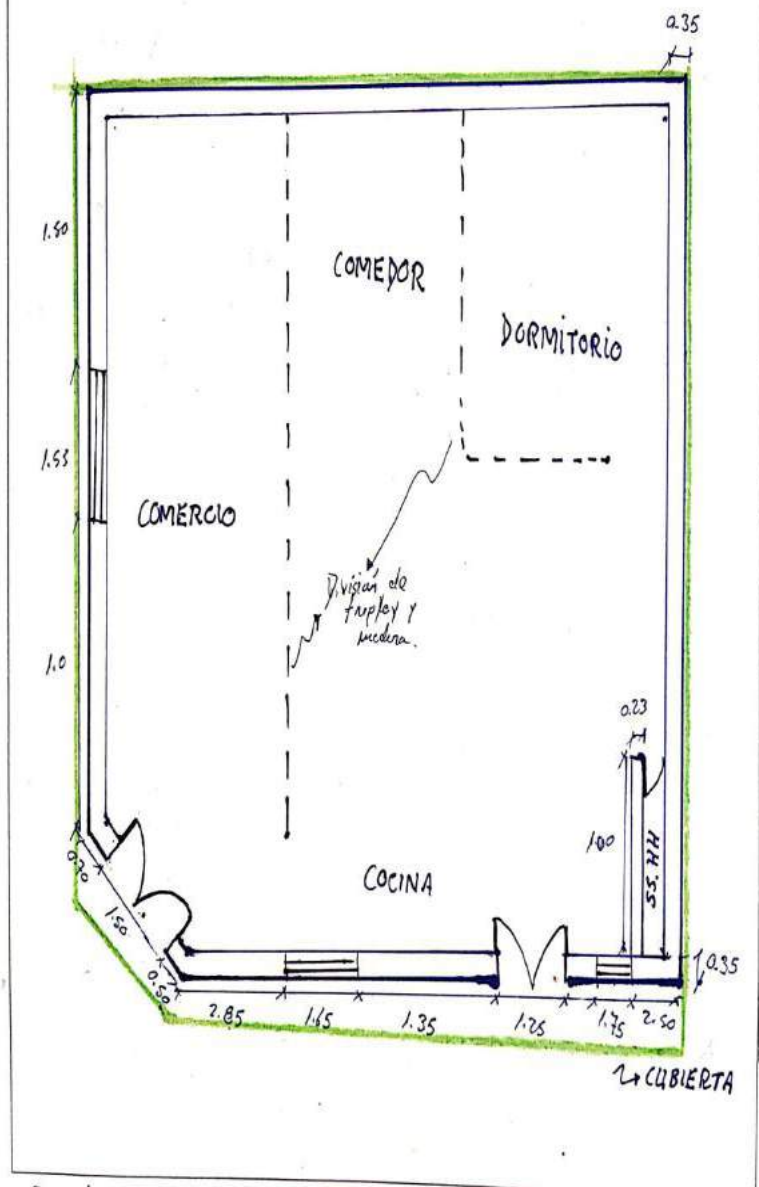 0.35
1.50
COMEDOR
DORMITORIO
1.55
COMERCIO
División de
triplay y
madera.
1.0
0.23
1.00
SS.HH
0.70
COCINA
1.50
0.50
0.35
2.85 1.65 1.35 1.25 1.75 2.50
CUBIERTA